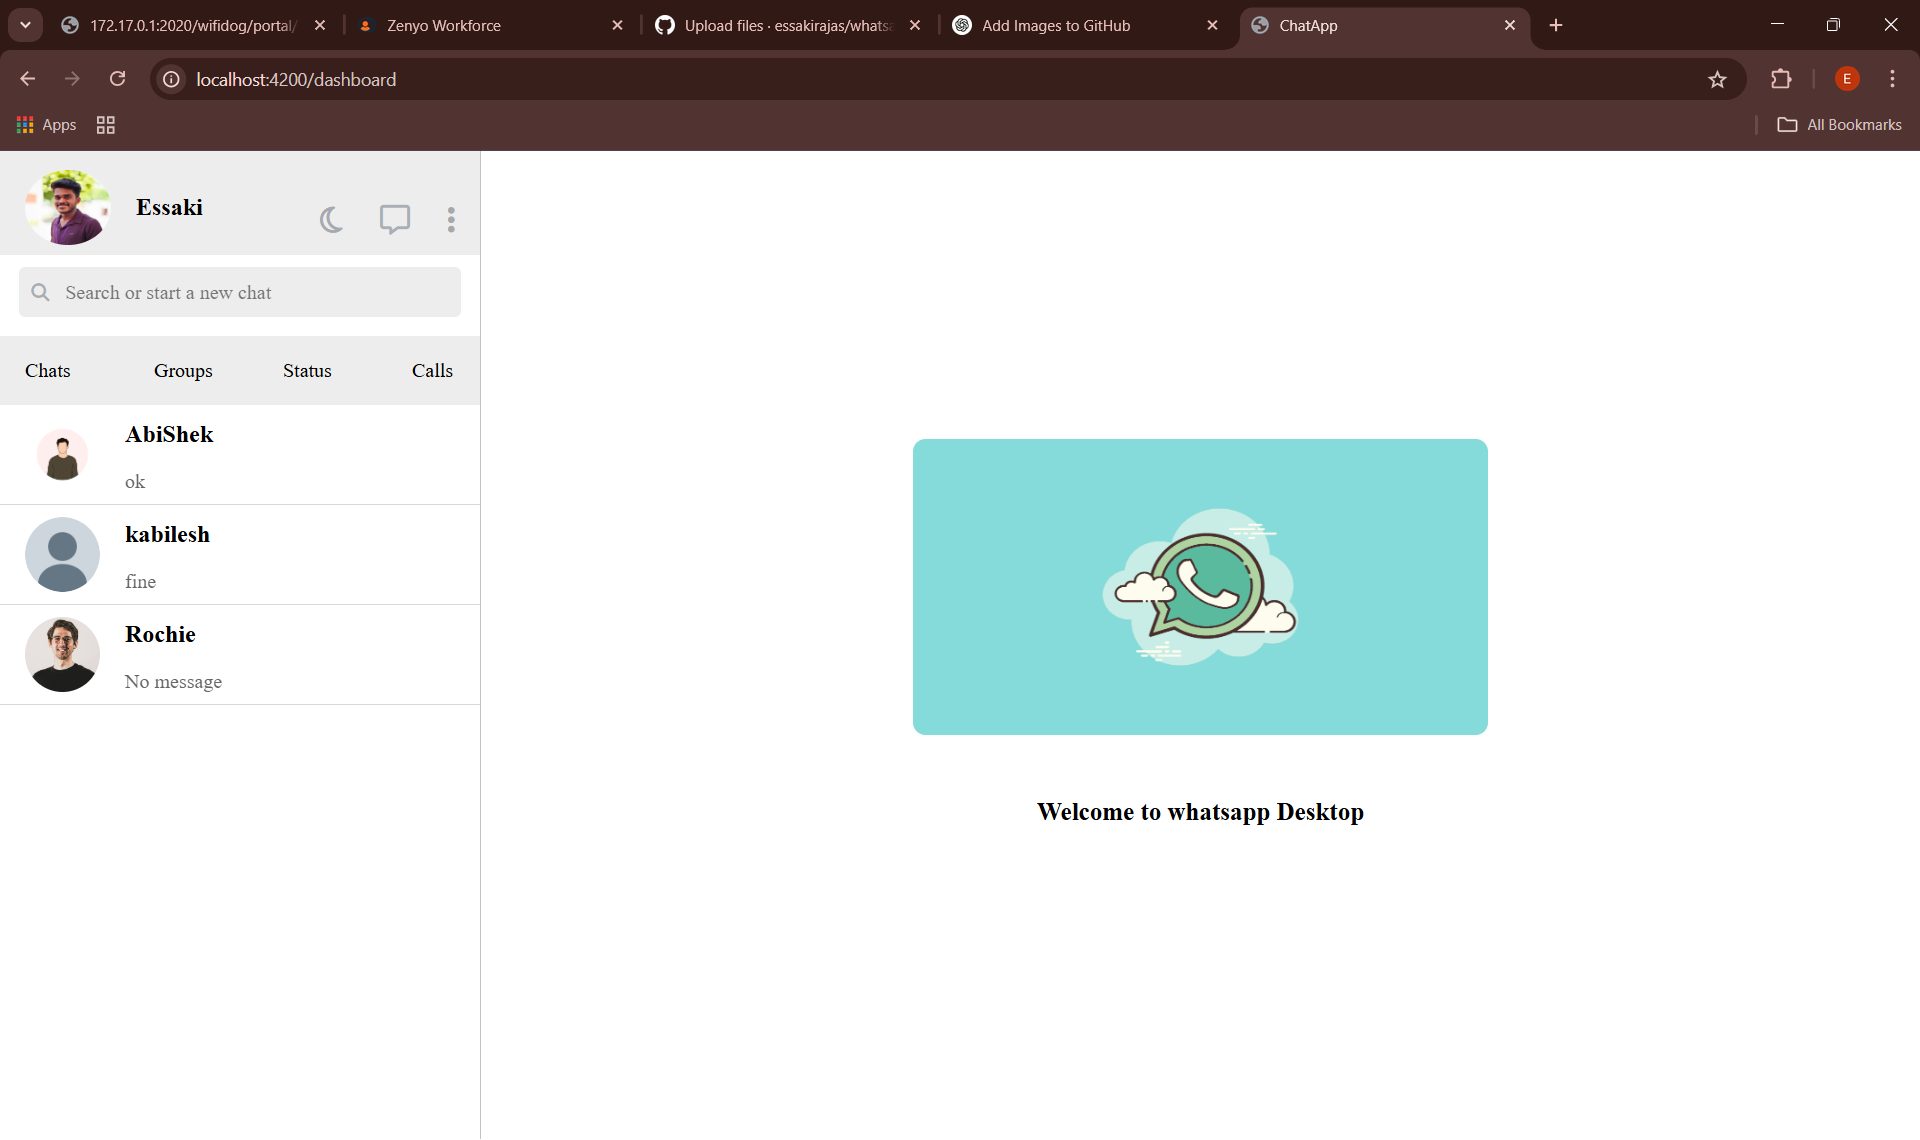 172.17.0.1:2020/wifidog/portal/
Zenyo Workforce
Upload files · essakirajas/whatsa
Add Images to GitHub
ChatApp
localhost:4200/dashboard
E
Apps
All Bookmarks
Essaki
Search or start a new chat
Chats Groups Status Calls
AbiShek
ok
kabilesh
fine
Rochie
No message
Welcome to whatsapp Desktop